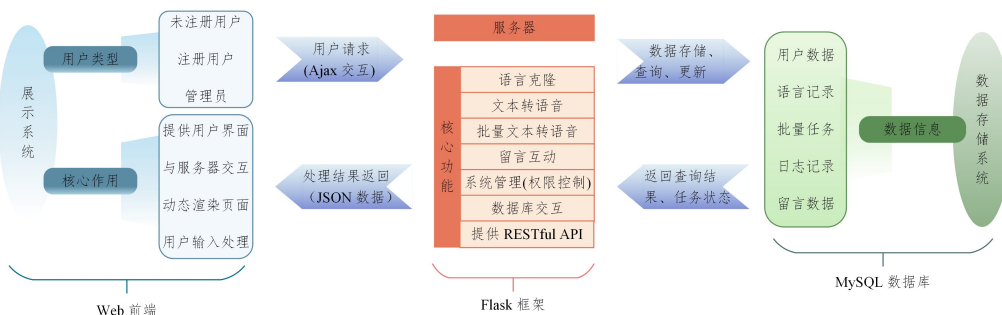 展示系统
用户类型
未注册用户
注册用户
管理员
核心作用
提供用户界面
与服务器交互
动态渲染页面
用户输入处理
Web 前端
用户请求
(Ajax 交互)
处理结果返回
（JSON 数据）
服务器
核心功能
语言克隆
文本转语音
批量文本转语音
留言互动
系统管理(权限控制)
数据库交互
提供 RESTful API
Flask 框架
数据存储、
查询、更新
返回查询结
果、任务状态
用户数据
语言记录
批量任务
日志记录
留言数据
数据信息
数据存储系统
MySQL 数据库